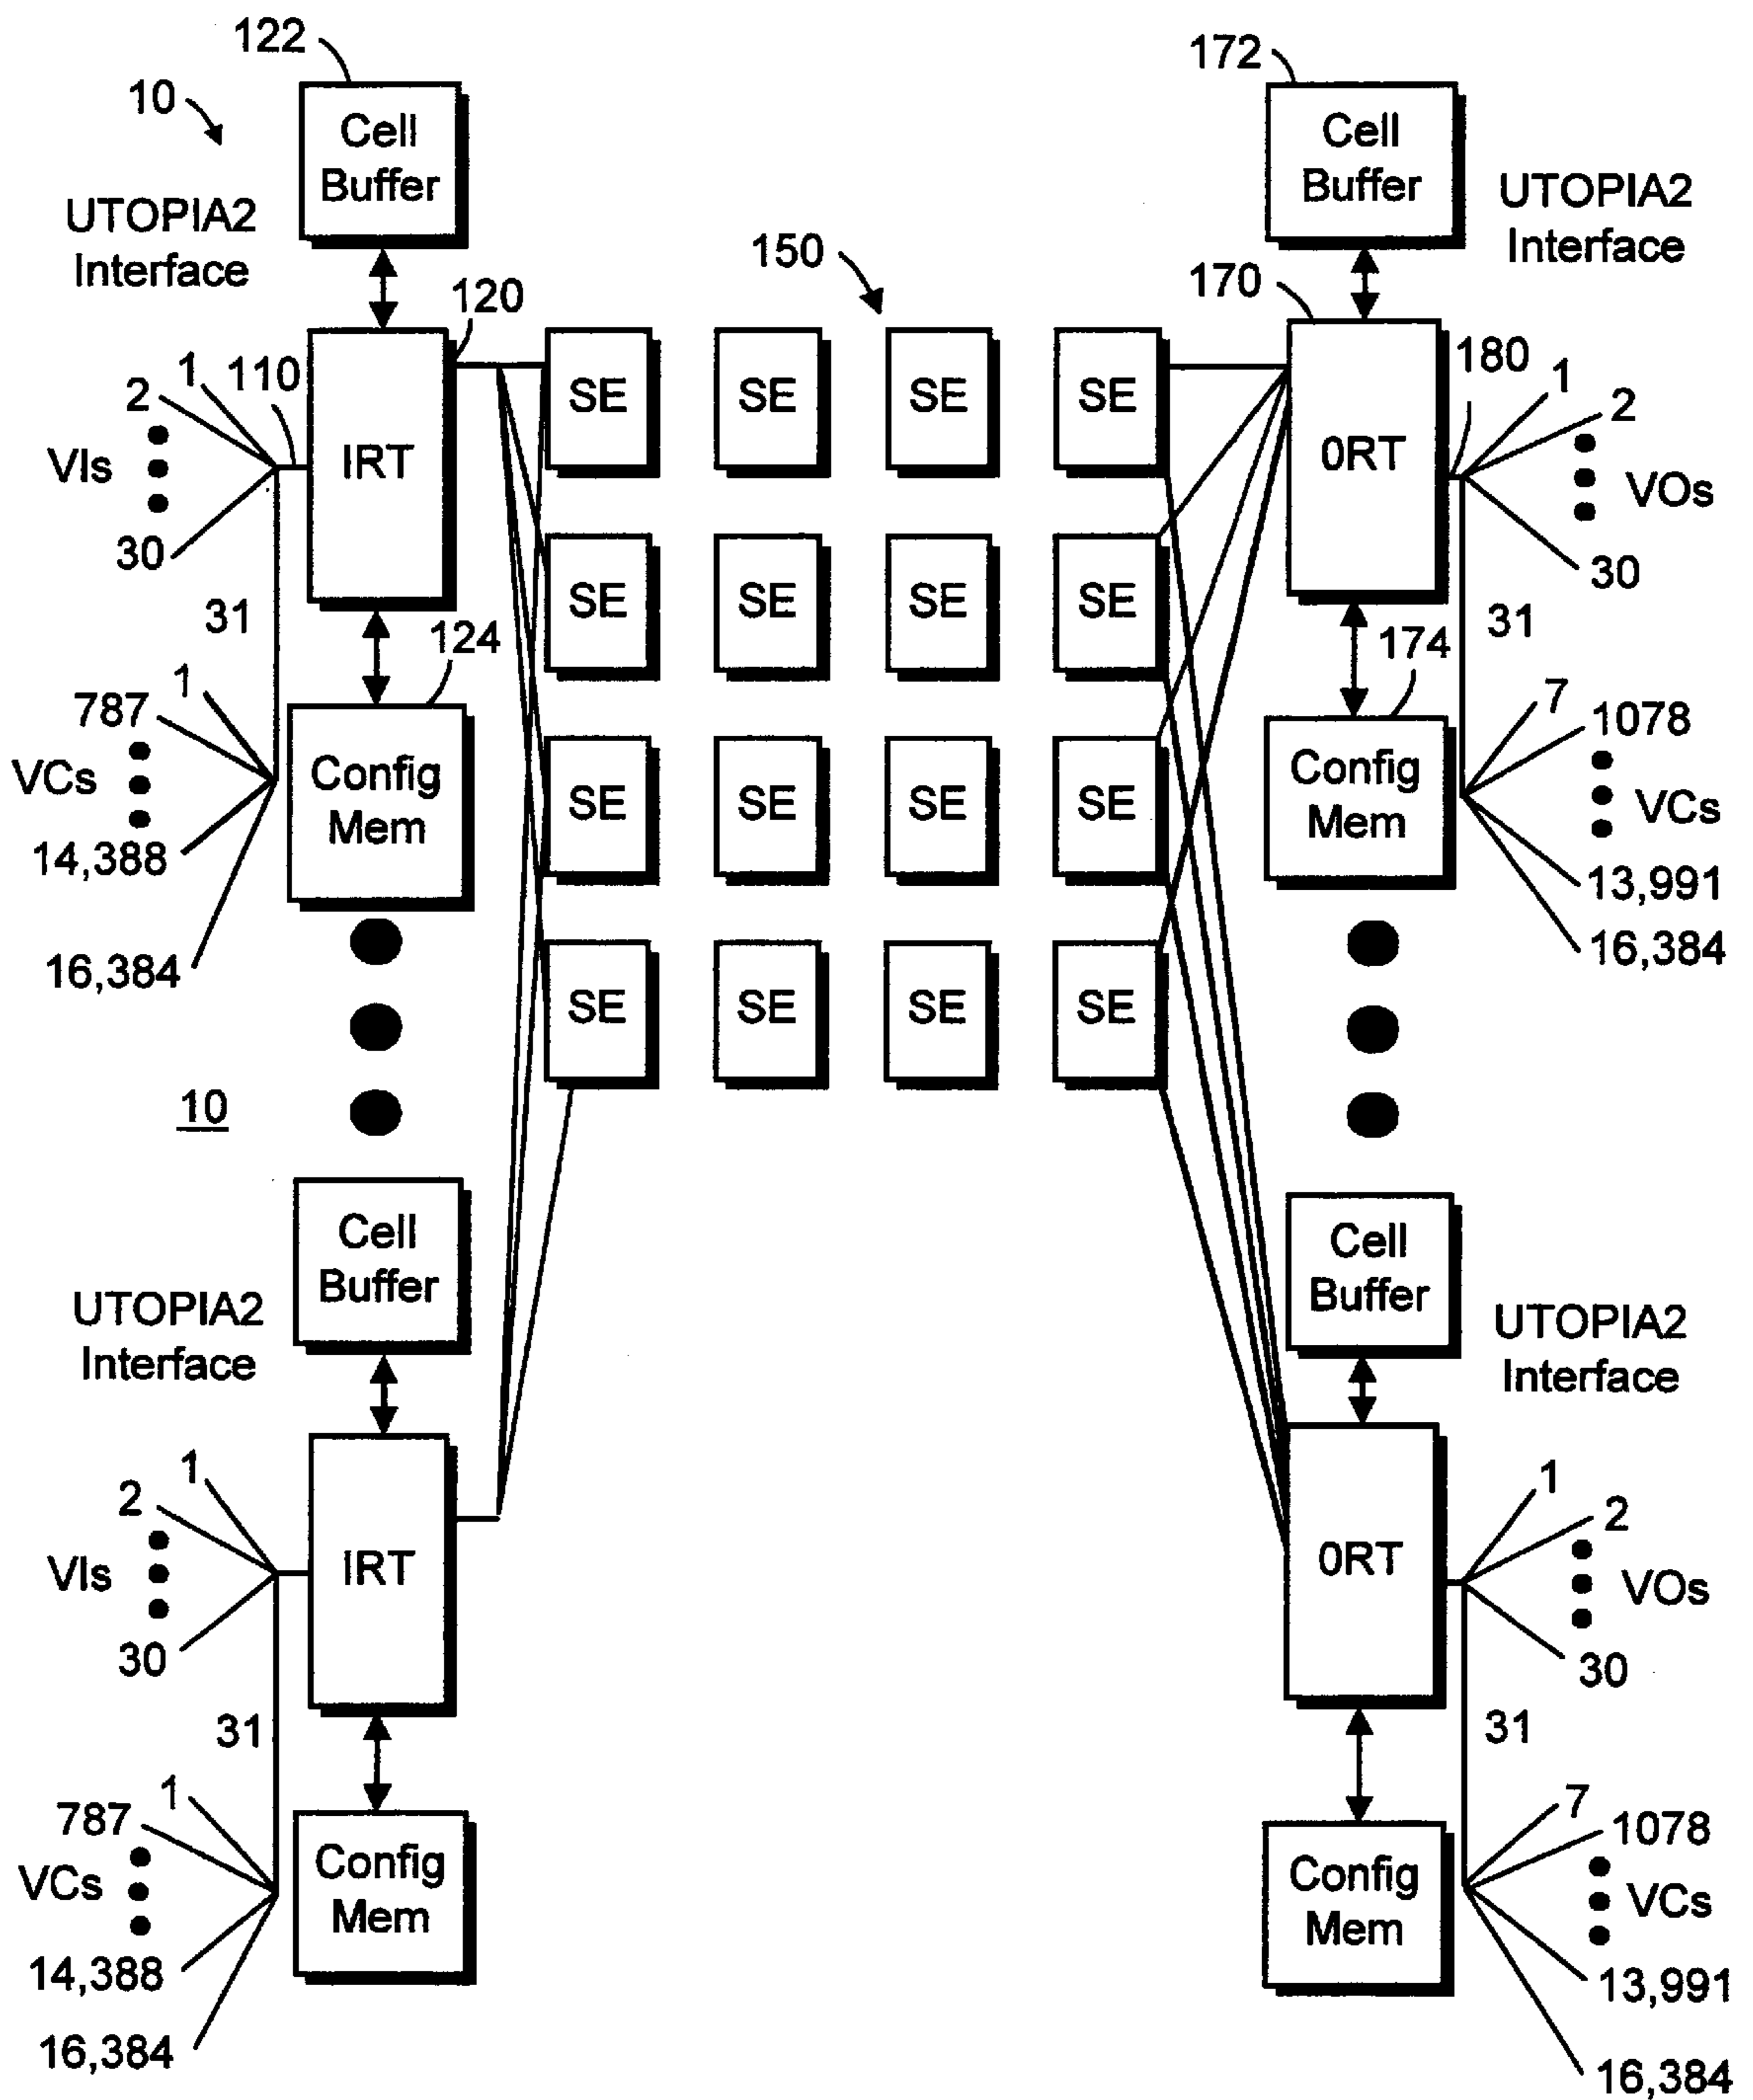 122
172
10
Cell
Buffer
Cell
Buffer
UTOPIA2
Interface
UTOPIA2
Interface
150
120
170
180
1
2
110
VIs
30
IRT
SE
SE
SE
SE
0RT
1
2
VOs
30
SE
SE
SE
SE
31
124
31
174
1
787
VCs
14,388
16,384
Config
Mem
SE
SE
SE
SE
Config
Mem
7
1078
VCs
13,991
16,384
SE
SE
SE
SE
10
Cell
Buffer
Cell
Buffer
UTOPIA2
Interface
UTOPIA2
Interface
1
2
VIs
30
IRT
0RT
1
2
VOs
30
31
31
1
787
VCs
14,388
16,384
Config
Mem
Config
Mem
7
1078
VCs
13,991
16,384